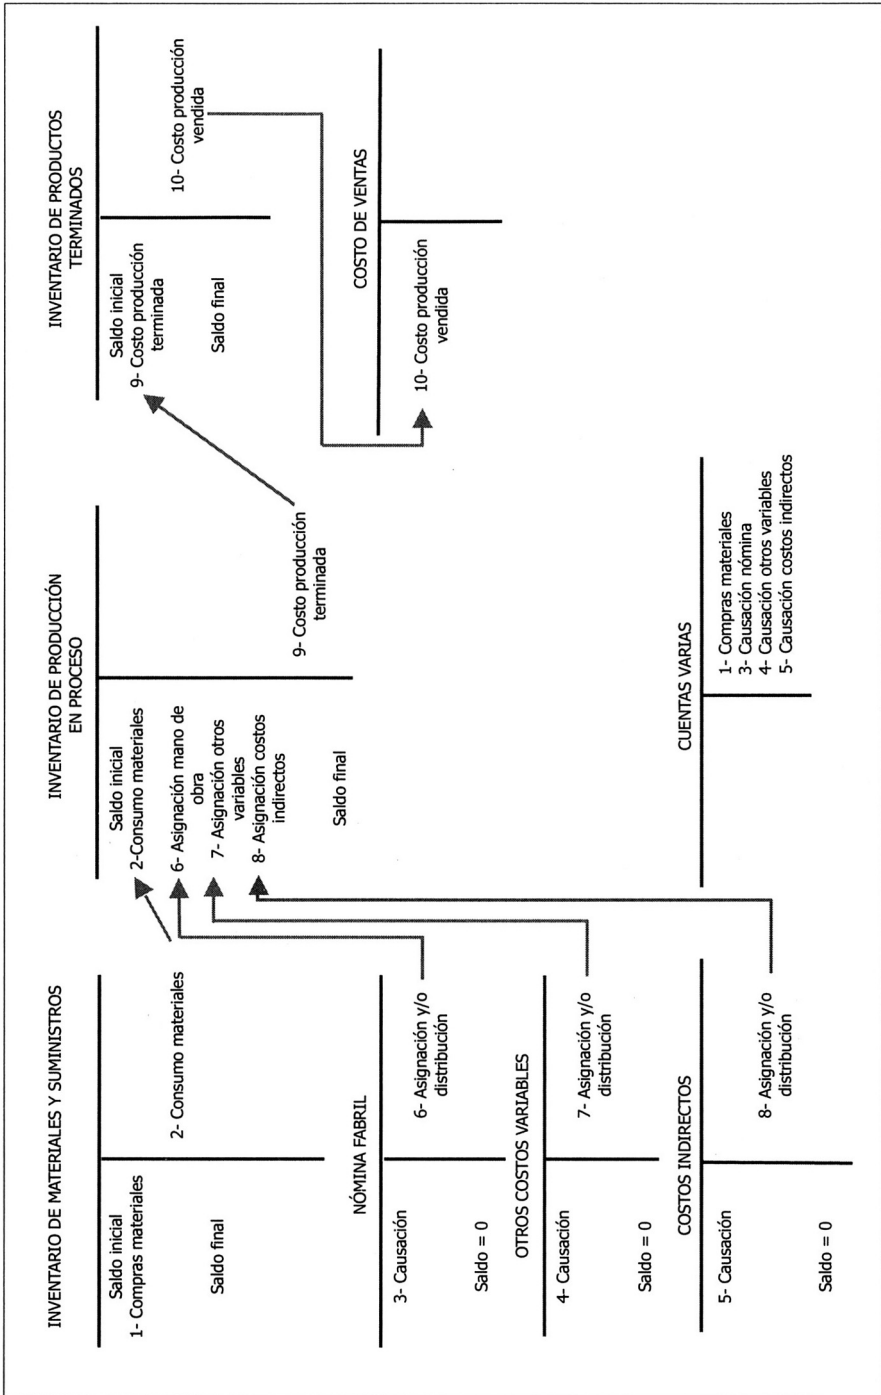 INVENTARIO DE MATERIALES Y SUMINISTROS
Saldo inicial
1- Compras materiales
2- Consumo materiales
Saldo final
NÓMINA FABRIL
3- Causación
6- Asignación y/o
distribución
Saldo = 0
OTROS COSTOS VARIABLES
4- Causación
7- Asignación y/o
distribución
Saldo = 0
COSTOS INDIRECTOS
5- Causación
8- Asignación y/o
distribución
Saldo = 0
INVENTARIO DE PRODUCCIÓN
EN PROCESO
Saldo inicial
2-Consumo materiales
6- Asignación mano de
obra
7- Asignación otros
variables
8- Asignación costos
indirectos
9- Costo producción
terminada
Saldo final
CUENTAS VARIAS
1- Compras materiales
3- Causación nómina
4- Causación otros variables
5- Causación costos indirectos
INVENTARIO DE PRODUCTOS
TERMINADOS
Saldo inicial
9- Costo producción
terminada
10- Costo producción
vendida
Saldo final
COSTO DE VENTAS
10- Costo producción
vendida